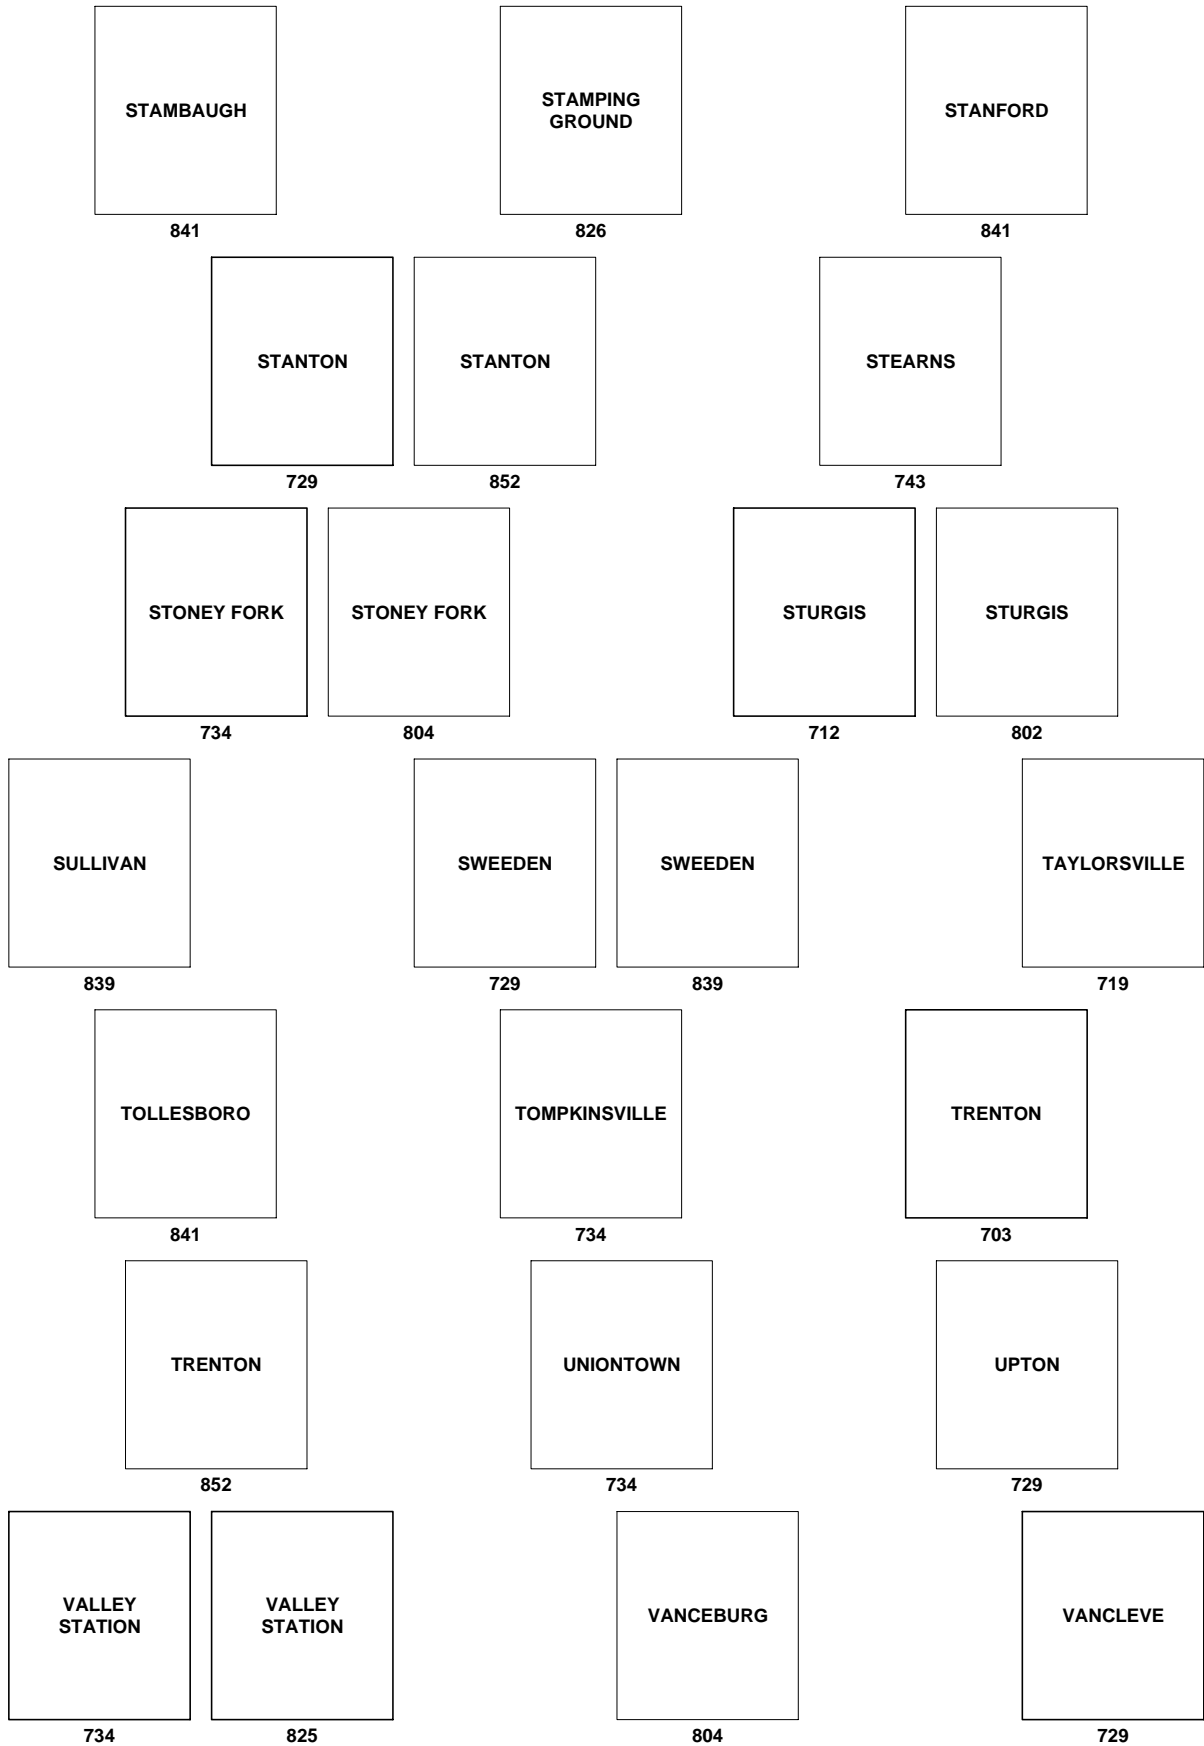 STAMBAUGH
841
STAMPING
GROUND
826
STANFORD
841
STANTON
729
STANTON
852
STEARNS
743
STONEY FORK
734
STONEY FORK
804
STURGIS
712
STURGIS
802
SULLIVAN
839
SWEEDEN
729
SWEEDEN
839
TAYLORSVILLE
719
TOLLESBORO
841
TOMPKINSVILLE
734
TRENTON
703
TRENTON
852
UNIONTOWN
734
UPTON
729
VALLEY
STATION
734
VALLEY
STATION
825
VANCEBURG
804
VANCLEVE
729